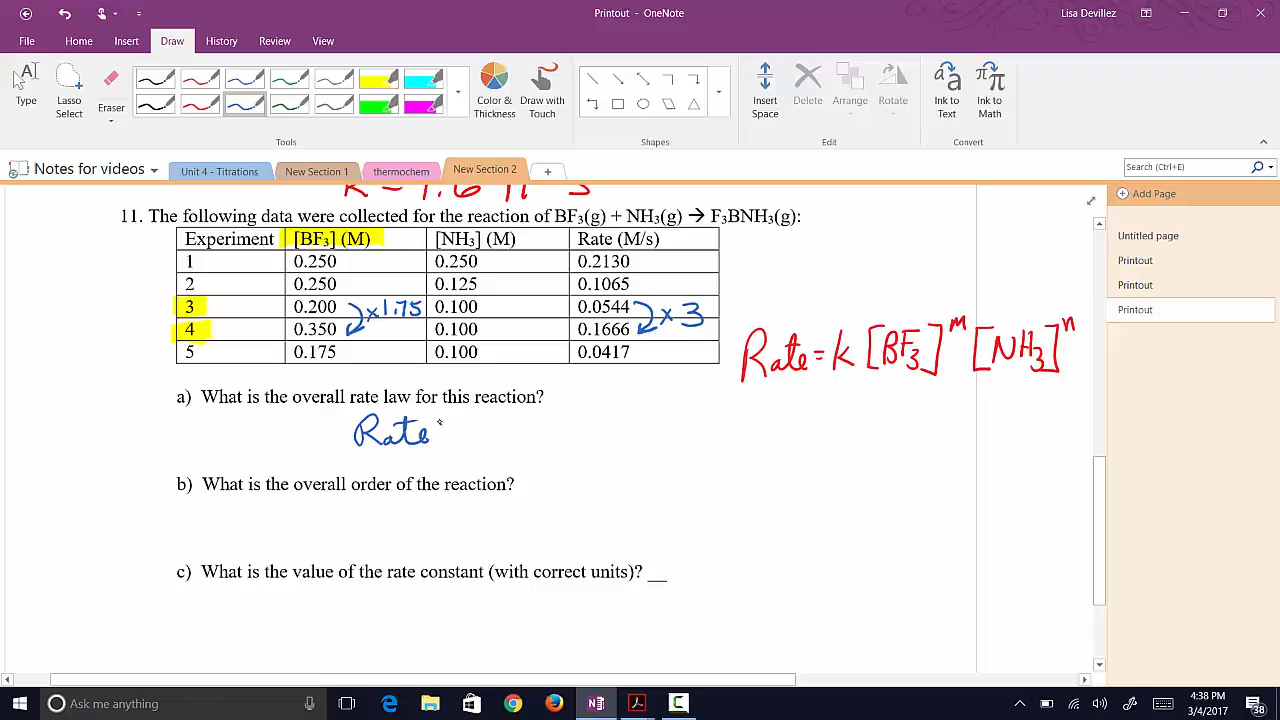 Printout - OneNote
Lisa Devillez
File Home Insert Draw History Review View
Type
Lasso Select
Eraser
Color & Thickness
Draw with Touch
Insert Space
Delete
Arrange
Rotate
Ink to Text
Ink to Math
Tools
Shapes
Edit
Convert
Notes for videos
Unit 4 - Titrations
New Section 1
thermochem
New Section 2
Search (Ctrl+E)
Add Page
Untitled page
Printout
Printout
Printout
11. The following data were collected for the reaction of BF₃(g) + NH₃(g) → F₃BNH₃(g):
Experiment [BF₃] (M) [NH₃] (M) Rate (M/s)
1 0.250 0.250 0.2130
2 0.250 0.125 0.1065
3 0.200 0.100 0.0544
×1.75 × 3
4 0.350 0.100 0.1666
5 0.175 0.100 0.0417
Rate = k [BF₃]ᵐ [NH₃]ⁿ
a) What is the overall rate law for this reaction?
Rate
b) What is the overall order of the reaction?
c) What is the value of the rate constant (with correct units)? __
Ask me anything
4:38 PM
3/4/2017
38